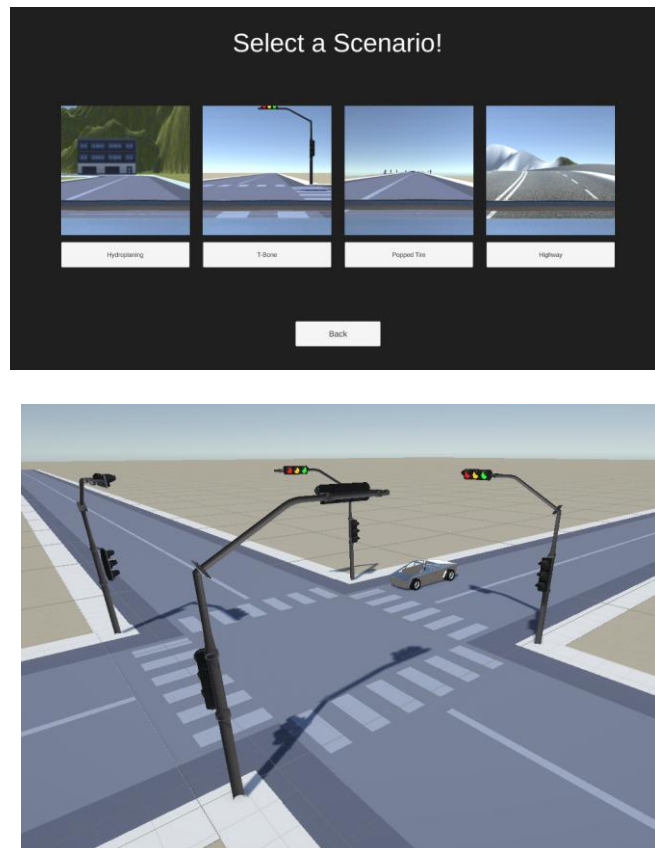 Select a Scenario!
Hydroplaning
T-Bone
Popped Tire
Highway
Back